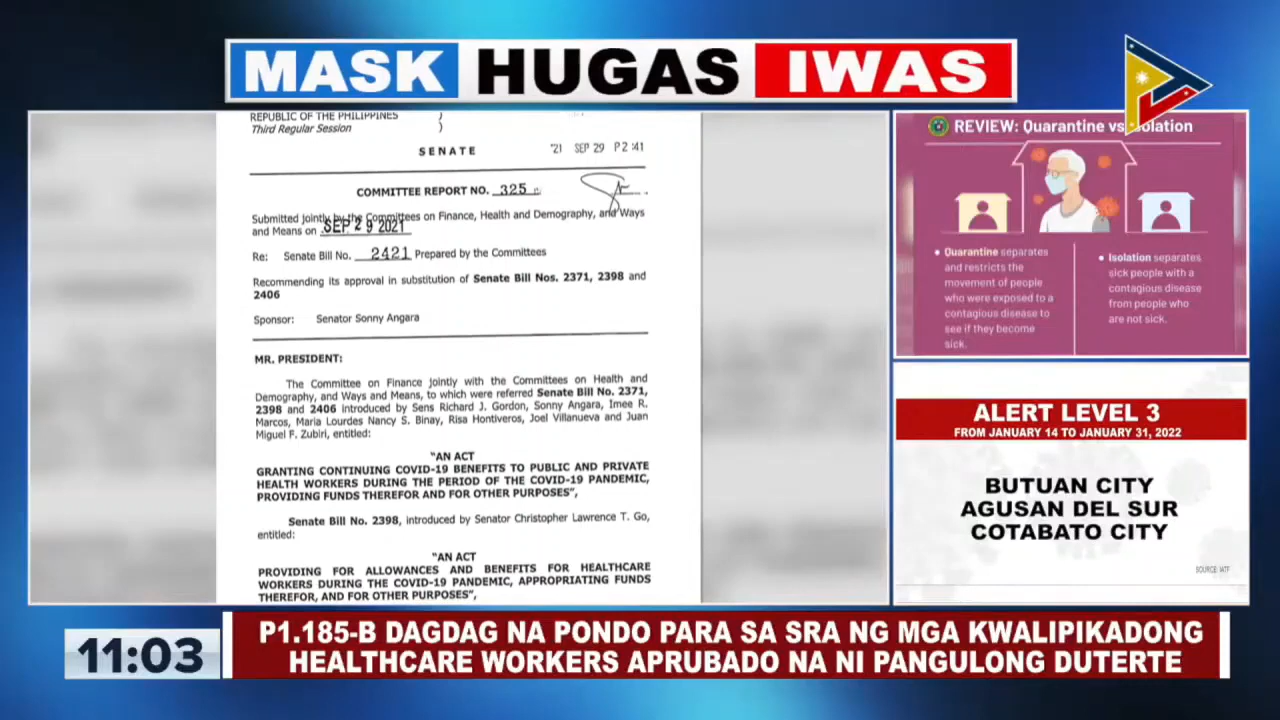 MASK HUGAS IWAS
REPUBLIC OF THE PHILIPPINES )
Third Regular Session )
SENATE '21 SEP 29 P2:41
COMMITTEE REPORT NO. 325
Submitted jointly by the Committees on Finance, Health and Demography, and Ways
and Means on SEP 29 2021
Re: Senate Bill No. 2421 Prepared by the Committees
Recommending its approval in substitution of Senate Bill Nos. 2371, 2398 and
2406
Sponsor: Senator Sonny Angara
MR. PRESIDENT:
The Committee on Finance jointly with the Committees on Health and
Demography, and Ways and Means, to which were referred Senate Bill No. 2371,
2398 and 2406 introduced by Sens Richard J. Gordon, Sonny Angara, Imee R.
Marcos, Maria Lourdes Nancy S. Binay, Risa Hontiveros, Joel Villanueva and Juan
Miguel F. Zubiri, entitled:
"AN ACT
GRANTING CONTINUING COVID-19 BENEFITS TO PUBLIC AND PRIVATE
HEALTH WORKERS DURING THE PERIOD OF THE COVID-19 PANDEMIC,
PROVIDING FUNDS THEREFOR AND FOR OTHER PURPOSES",
Senate Bill No. 2398, introduced by Senator Christopher Lawrence T. Go,
entitled:
"AN ACT
PROVIDING FOR ALLOWANCES AND BENEFITS FOR HEALTHCARE
WORKERS DURING THE COVID-19 PANDEMIC, APPROPRIATING FUNDS
THEREFOR, AND FOR OTHER PURPOSES",
REVIEW: Quarantine vs Isolation
• Quarantine separates
and restricts the
movement of people
who were exposed to a
contagious disease to
see if they become
sick.
• Isolation separates
sick people with a
contagious disease
from people who
are not sick.
ALERT LEVEL 3
FROM JANUARY 14 TO JANUARY 31, 2022
BUTUAN CITY
AGUSAN DEL SUR
COTABATO CITY
SOURCE: IATF
11:03
P1.185-B DAGDAG NA PONDO PARA SA SRA NG MGA KWALIPIKADONG
HEALTHCARE WORKERS APRUBADO NA NI PANGULONG DUTERTE